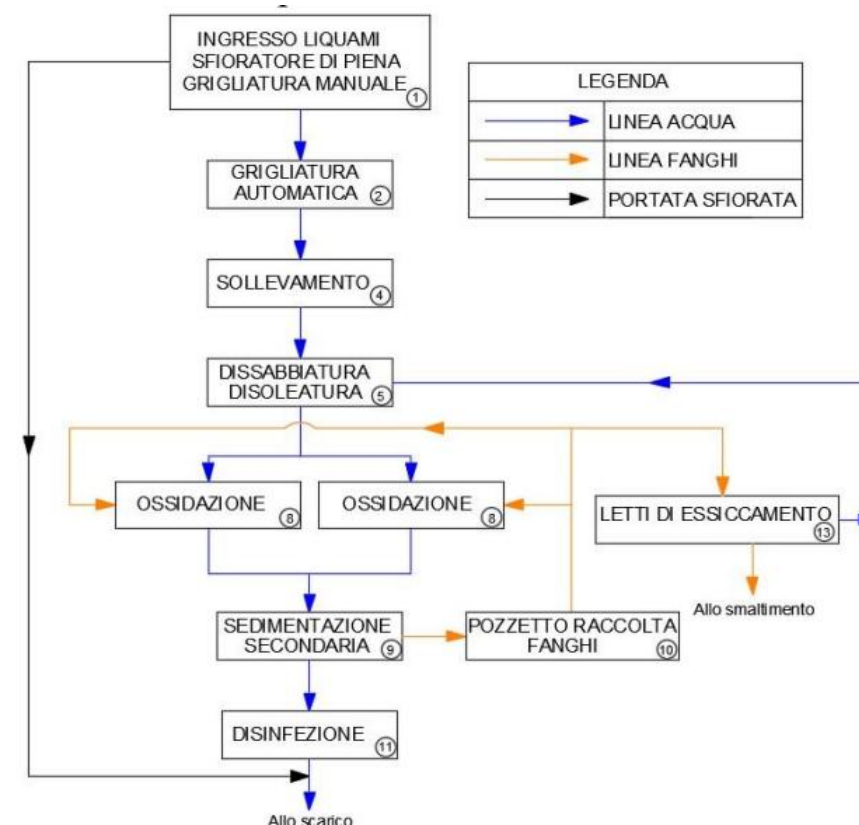 INGRESSO LIQUAMI
SFIORATORE DI PIENA
GRIGLIATURA MANUALE
1
LEGENDA
LINEA ACQUA
LINEA FANGHI
PORTATA SFIORATA
GRIGLIATURA
AUTOMATICA
2
SOLLEVAMENTO
4
DISSABBIATURA
DISOLEATURA
5
OSSIDAZIONE
8
OSSIDAZIONE
8
LETTI DI ESSICCAMENTO
13
Allo smaltimento
SEDIMENTAZIONE
SECONDARIA
9
POZZETTO RACCOLTA
FANGHI
10
DISINFEZIONE
11
Allo scarico